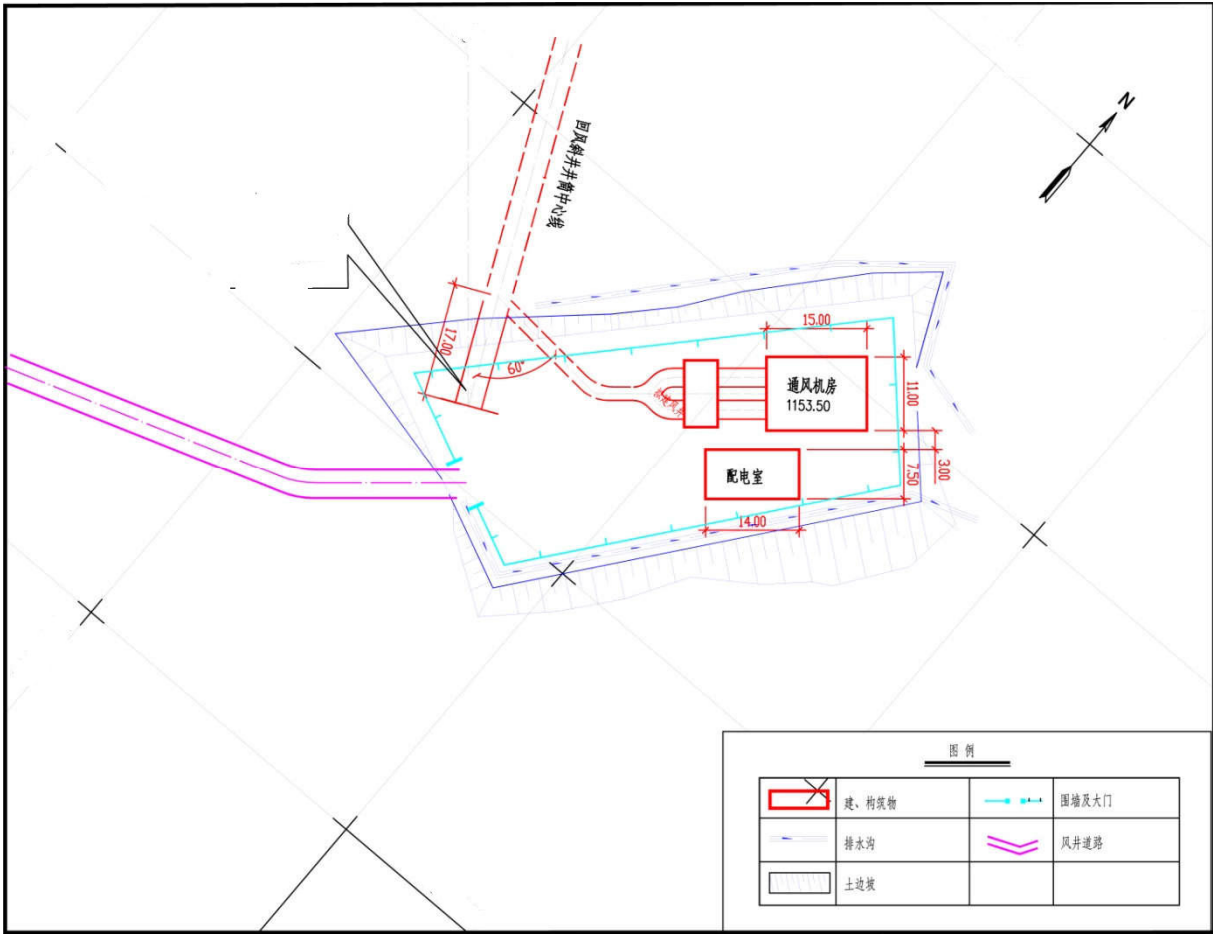 N
回风斜井井筒中心线
17.00
60°
15.00
通风机房
1153.50
11.00
3.00
7.50
配电室
14.00
图 例
建、构筑物
围墙及大门
排水沟
风井道路
土边坡